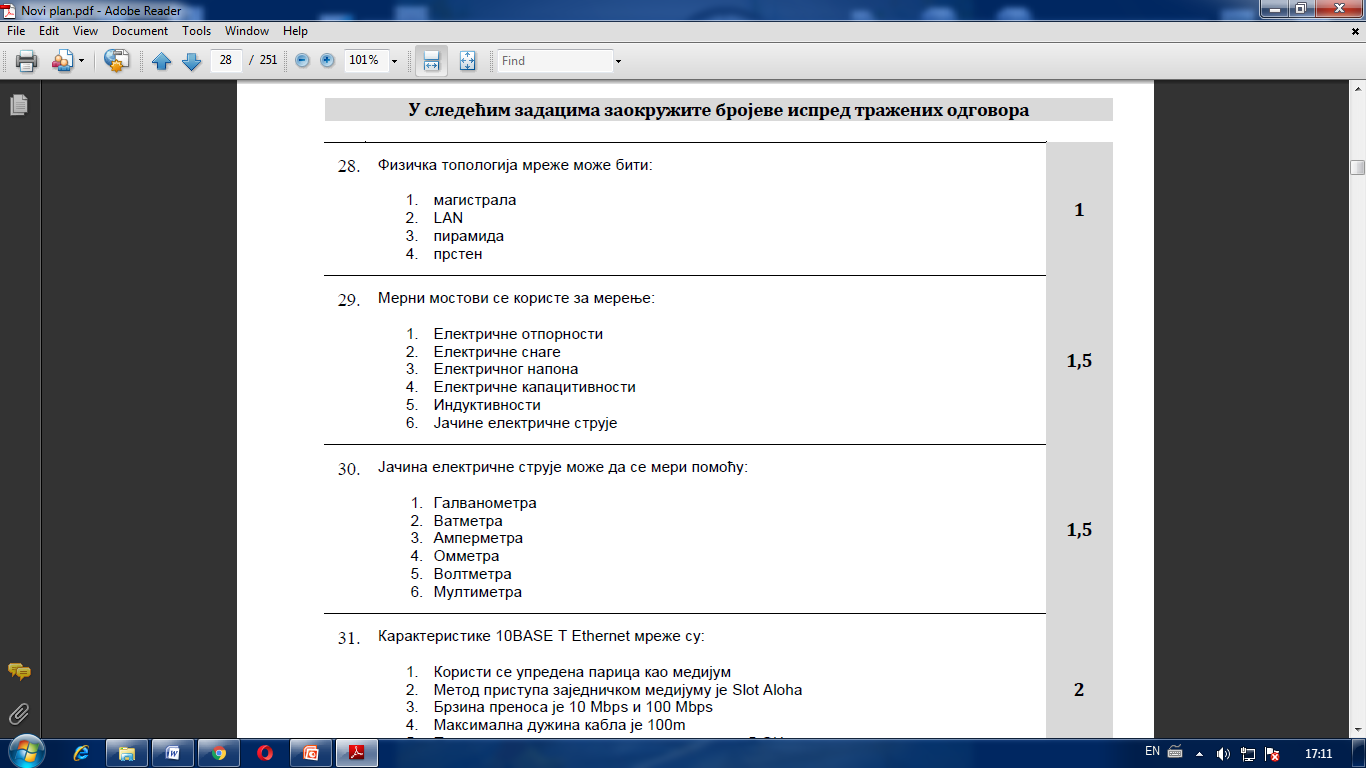 Novi plan.pdf - Adobe Reader
File Edit View Document Tools Window Help
28 / 251 101% Find
У следећим задацима заокружите бројеве испред тражених одговора
28. Физичка топологија мреже може бити:
1. магистрала
2. LAN
3. пирамида
4. прстен
1
29. Мерни мостови се користе за мерење:
1. Електричне отпорности
2. Електричне снаге
3. Електричног напона
4. Електричне капацитивности
5. Индуктивности
6. Јачине електричне струје
1,5
30. Јачина електричне струје може да се мери помоћу:
1. Галванометра
2. Ватметра
3. Амперметра
4. Омметра
5. Волтметра
6. Мултиметра
1,5
31. Карактеристике 10BASE T Ethernet мреже су:
1. Користи се упредена парица као медијум
2. Метод приступа заједничком медијуму је Slot Aloha
3. Брзина преноса је 10 Mbps и 100 Mbps
4. Максимална дужина кабла је 100m
2
EN 17:11